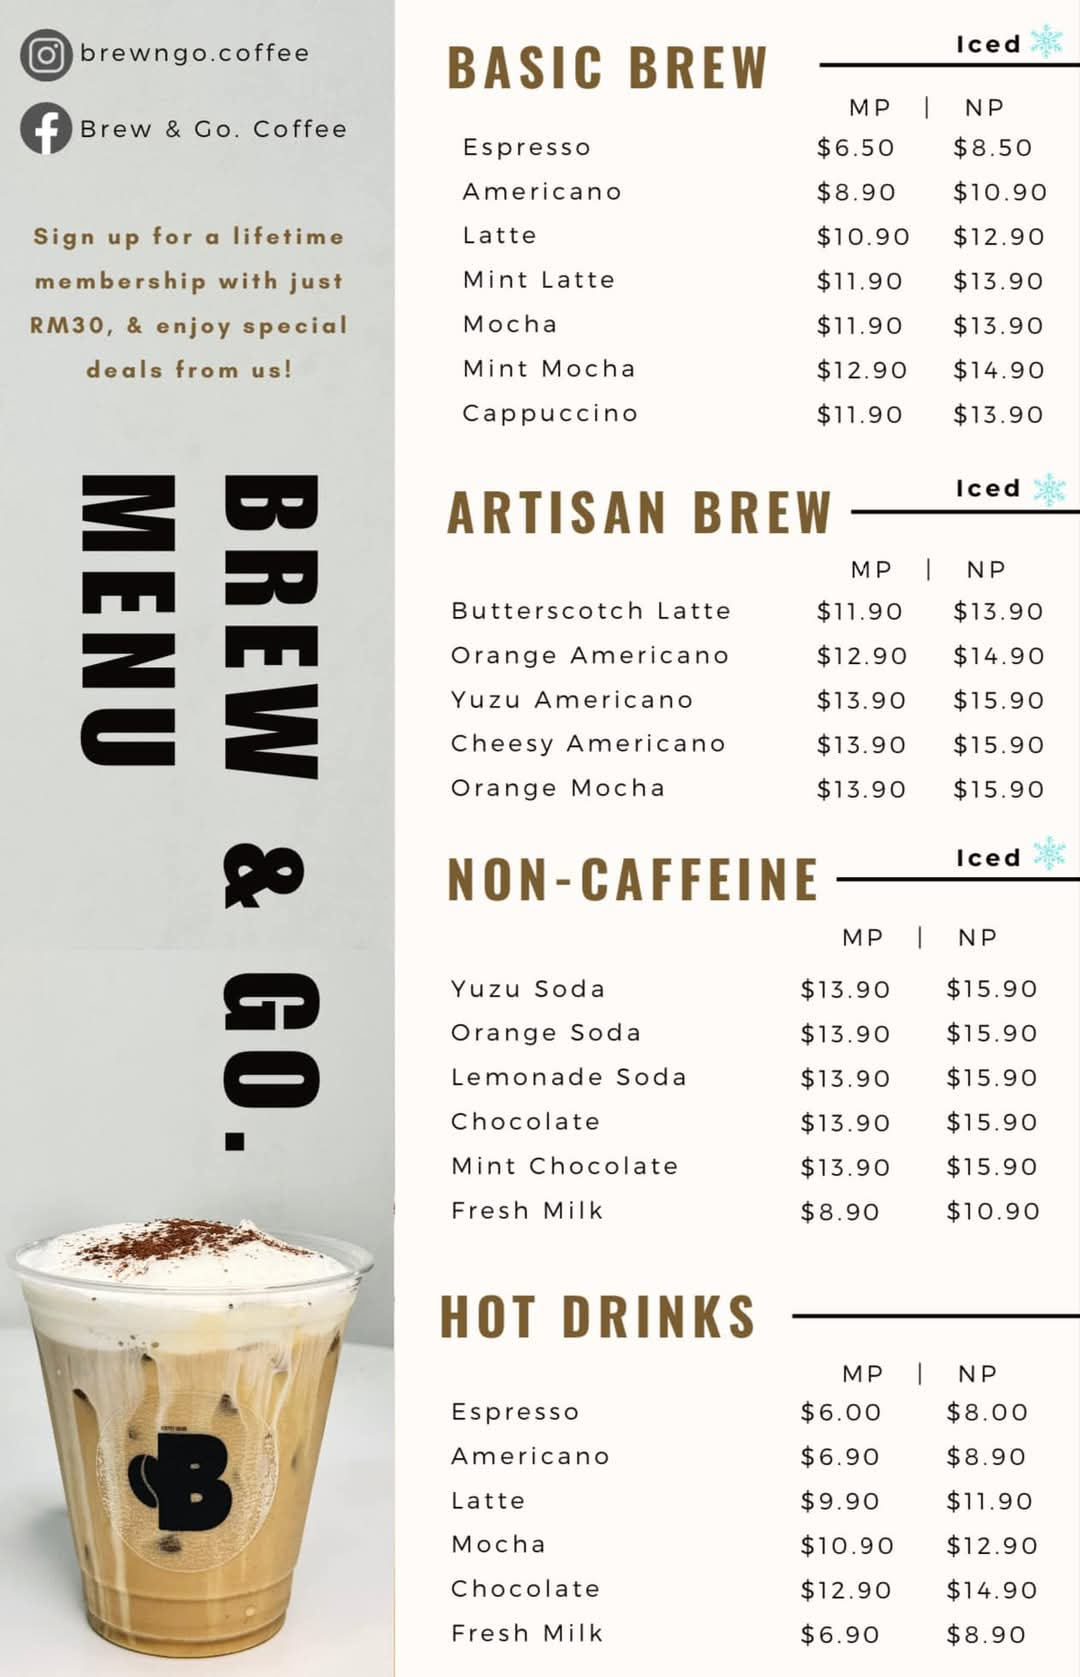 brewngo.coffee
Brew & Go. Coffee
Sign up for a lifetime
membership with just
RM30, & enjoy special
deals from us!
BREW & GO.
MENU
B
BASIC BREW
Iced
MP | NP
Espresso $6.50 $8.50
Americano $8.90 $10.90
Latte $10.90 $12.90
Mint Latte $11.90 $13.90
Mocha $11.90 $13.90
Mint Mocha $12.90 $14.90
Cappuccino $11.90 $13.90
ARTISAN BREW
Iced
MP | NP
Butterscotch Latte $11.90 $13.90
Orange Americano $12.90 $14.90
Yuzu Americano $13.90 $15.90
Cheesy Americano $13.90 $15.90
Orange Mocha $13.90 $15.90
NON-CAFFEINE
Iced
MP | NP
Yuzu Soda $13.90 $15.90
Orange Soda $13.90 $15.90
Lemonade Soda $13.90 $15.90
Chocolate $13.90 $15.90
Mint Chocolate $13.90 $15.90
Fresh Milk $8.90 $10.90
HOT DRINKS
MP | NP
Espresso $6.00 $8.00
Americano $6.90 $8.90
Latte $9.90 $11.90
Mocha $10.90 $12.90
Chocolate $12.90 $14.90
Fresh Milk $6.90 $8.90